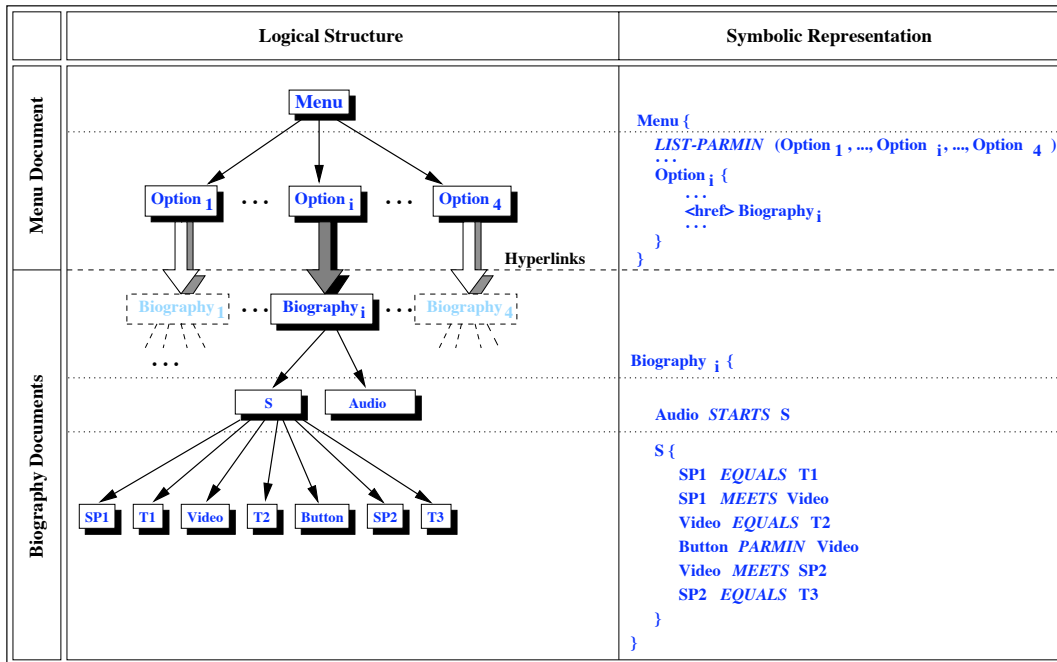 Logical Structure
Symbolic Representation
Menu Document
Menu
Option 1 ... Option i ... Option 4
Hyperlinks
Menu {
LIST-PARMIN (Option 1 , ..., Option i , ..., Option 4 )
...
Option i {
...
<href> Biography i
...
}
}
Biography Documents
Biography 1 ... Biography i ... Biography 4
...
S Audio
SP1 T1 Video T2 Button SP2 T3
Biography i {
Audio STARTS S
S {
SP1 EQUALS T1
SP1 MEETS Video
Video EQUALS T2
Button PARMIN Video
Video MEETS SP2
SP2 EQUALS T3
}
}